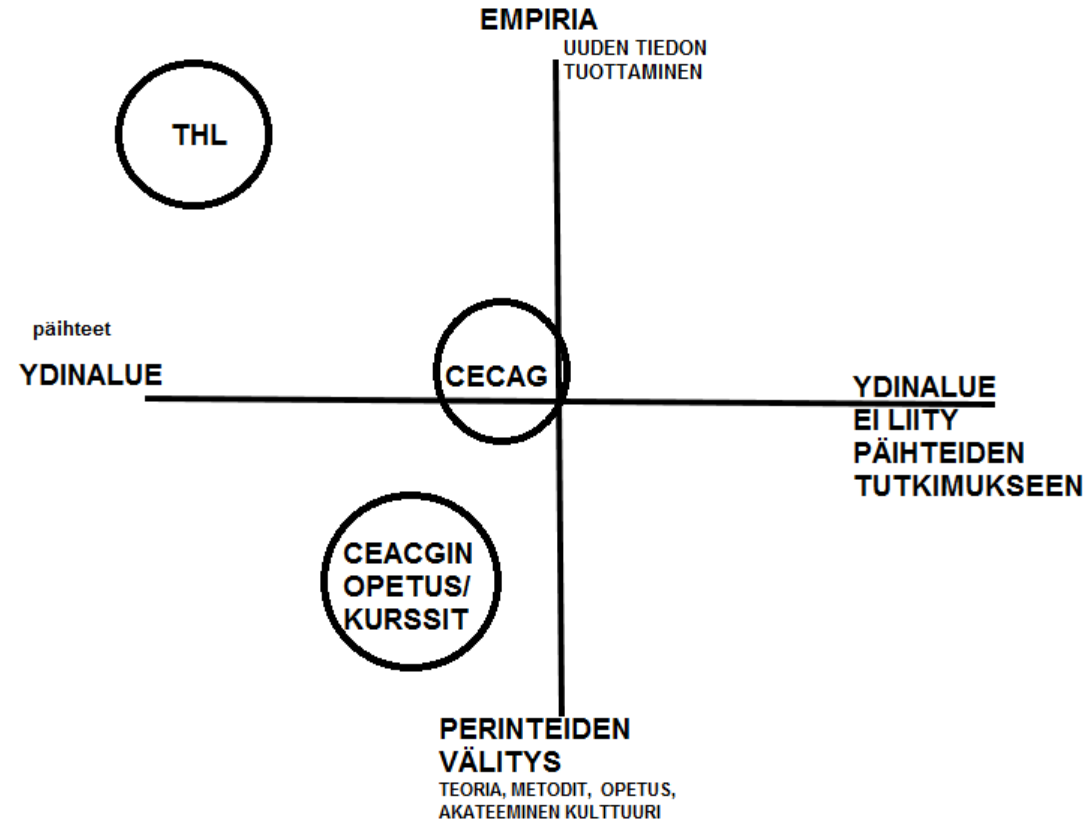 EMPIRIA
UUDEN TIEDON
TUOTTAMINEN
THL
päihteet
YDINALUE
CECAG
YDINALUE
EI LIITY
PÄIHTEIDEN
TUTKIMUKSEEN
CEACGIN
OPETUS/
KURSSIT
PERINTEIDEN
VÄLITYS
TEORIA, METODIT, OPETUS,
AKATEEMINEN KULTTUURI